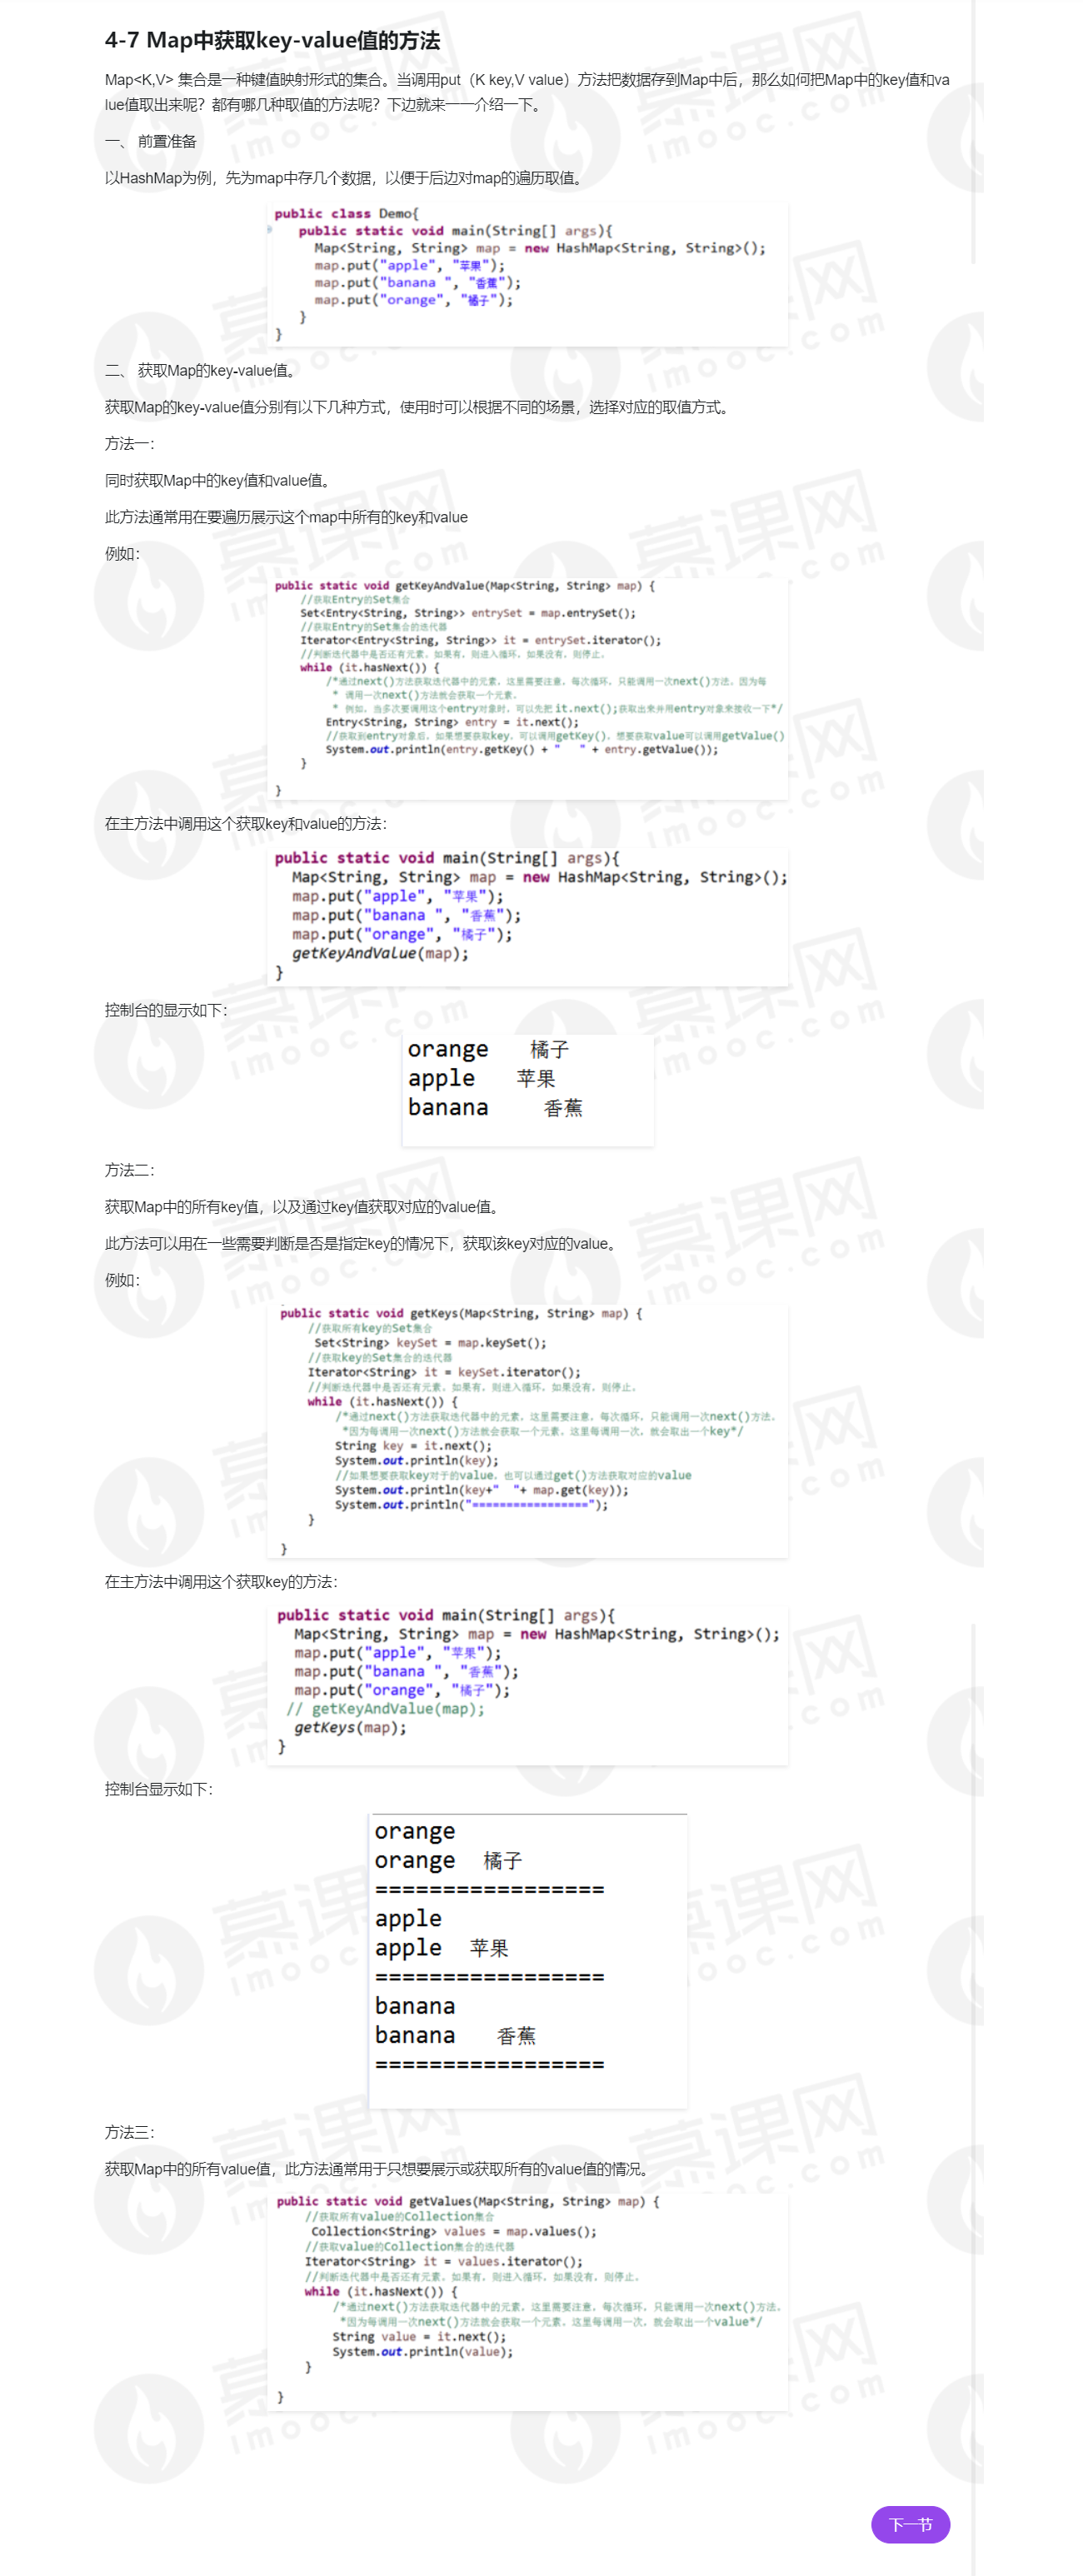 4-7 Map中获取key-value值的方法
Map<K,V> 集合是一种键值映射形式的集合。当调用put（K key,V value）方法把数据存到Map中后，那么如何把Map中的key值和va
lue值取出来呢？都有哪几种取值的方法呢？下边就来一一介绍一下。
一、 前置准备
以HashMap为例，先为map中存几个数据，以便于后边对map的遍历取值。
public class Demo{
public static void main(String[] args){
Map<String, String> map = new HashMap<String, String>();
map.put("apple", "苹果");
map.put("banana ", "香蕉");
map.put("orange", "橘子");
}
}
二、 获取Map的key-value值。
获取Map的key-value值分别有以下几种方式，使用时可以根据不同的场景，选择对应的取值方式。
方法一：
同时获取Map中的key值和value值。
此方法通常用在要遍历展示这个map中所有的key和value
例如：
public static void getKeyAndValue(Map<String, String> map) {
//获取Entry的Set集合
Set<Entry<String, String>> entrySet = map.entrySet();
//获取Entry的Set集合的迭代器
Iterator<Entry<String, String>> it = entrySet.iterator();
//判断迭代器中是否还有元素，如果有，则进入循环，如果没有，则停止。
while (it.hasNext()) {
/*通过next()方法获取迭代器中的元素，这里需要注意，每次循环，只能调用一次next()方法，因为每
* 调用一次next()方法就会获取一个元素。
* 例如，当多次要调用这个entry对象时，可以先把 it.next();获取出来并用entry对象来接收一下*/
Entry<String, String> entry = it.next();
//获取到entry对象后，如果想要获取key，可以调用getKey()，想要获取value可以调用getValue()
System.out.println(entry.getKey() + "   " + entry.getValue());
}
}
在主方法中调用这个获取key和value的方法：
public static void main(String[] args){
Map<String, String> map = new HashMap<String, String>();
map.put("apple", "苹果");
map.put("banana ", "香蕉");
map.put("orange", "橘子");
getKeyAndValue(map);
}
控制台的显示如下：
orange   橘子
apple   苹果
banana    香蕉
方法二：
获取Map中的所有key值，以及通过key值获取对应的value值。
此方法可以用在一些需要判断是否是指定key的情况下，获取该key对应的value。
例如：
public static void getKeys(Map<String, String> map) {
//获取所有key的Set集合
Set<String> keySet = map.keySet();
//获取key的Set集合的迭代器
Iterator<String> it = keySet.iterator();
//判断迭代器中是否还有元素，如果有，则进入循环，如果没有，则停止。
while (it.hasNext()) {
/*通过next()方法获取迭代器中的元素，这里需要注意，每次循环，只能调用一次next()方法，
*因为每调用一次next()方法就会获取一个元素，这里每调用一次，就会取出一个key*/
String key = it.next();
System.out.println(key);
//如果想要获取key对于的value，也可以通过get()方法获取对应的value
System.out.println(key+"  "+ map.get(key));
System.out.println("=================");
}
}
在主方法中调用这个获取key的方法：
public static void main(String[] args){
Map<String, String> map = new HashMap<String, String>();
map.put("apple", "苹果");
map.put("banana ", "香蕉");
map.put("orange", "橘子");
// getKeyAndValue(map);
getKeys(map);
}
控制台显示如下：
orange
orange  橘子
=================
apple
apple  苹果
=================
banana
banana   香蕉
=================
方法三：
获取Map中的所有value值，此方法通常用于只想要展示或获取所有的value值的情况。
public static void getValues(Map<String, String> map) {
//获取所有value的Collection集合
Collection<String> values = map.values();
//获取value的Collection集合的迭代器
Iterator<String> it = values.iterator();
//判断迭代器中是否还有元素，如果有，则进入循环，如果没有，则停止。
while (it.hasNext()) {
/*通过next()方法获取迭代器中的元素，这里需要注意，每次循环，只能调用一次next()方法，
*因为每调用一次next()方法就会获取一个元素，这里每调用一次，就会取出一个value*/
String value = it.next();
System.out.println(value);
}
}
下一节